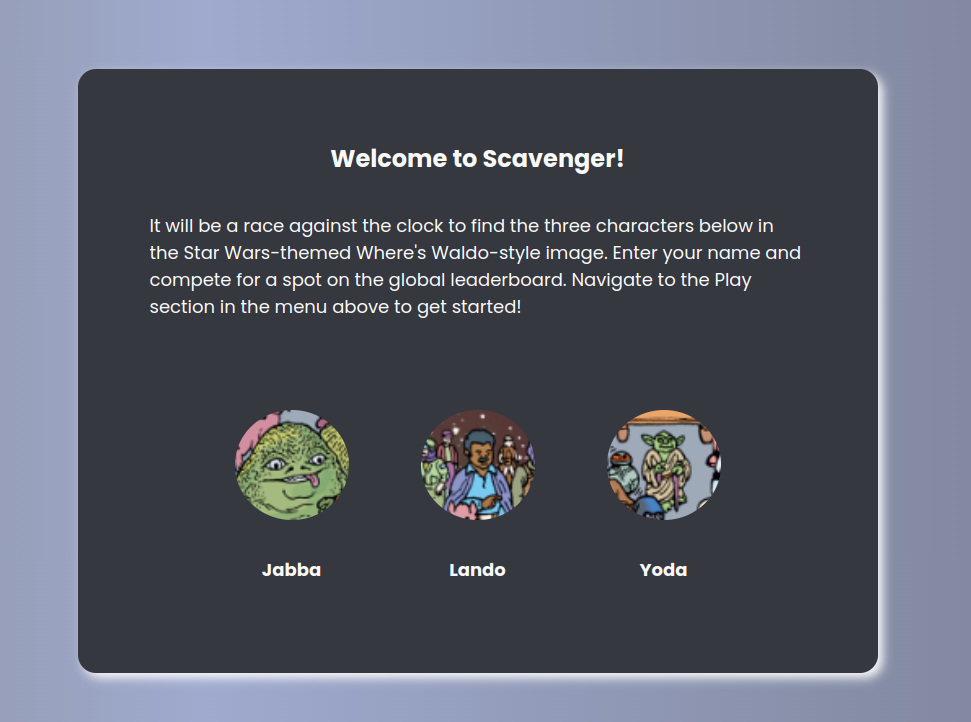 Welcome to Scavenger!
It will be a race against the clock to find the three characters below in
the Star Wars-themed Where's Waldo-style image. Enter your name and
compete for a spot on the global leaderboard. Navigate to the Play
section in the menu above to get started!
Jabba
Lando
Yoda